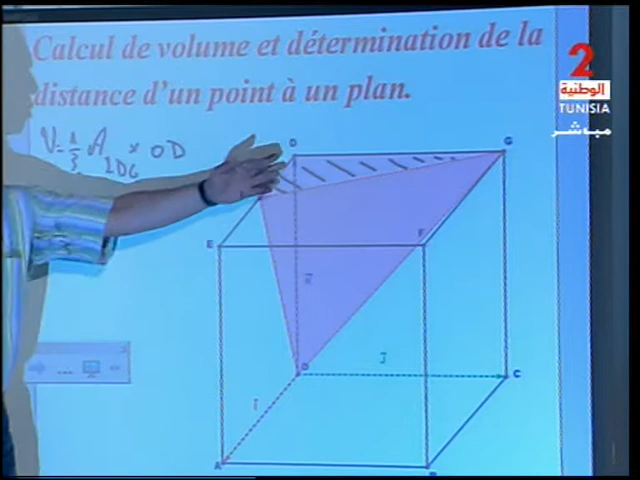 Calcul de volume et détermination de la
distance d'un point à un plan.
2
الوطنية
TUNISIA
مباشر
V = 1/3 A IDG × OD
D
G
E
F
K
O
J
C
i
A